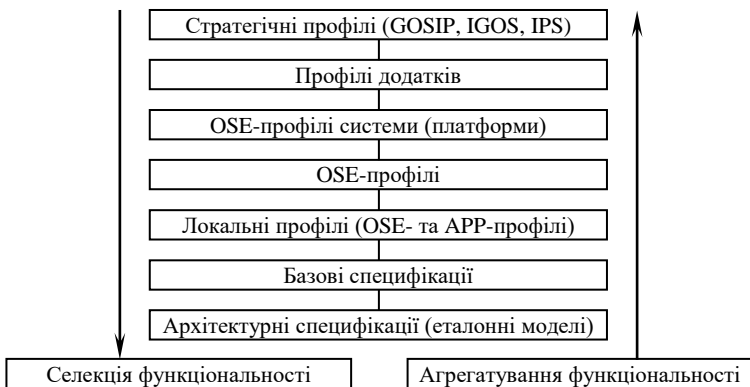 Стратегічні профілі (GOSIP, IGOS, IPS)
Профілі додатків
OSE-профілі системи (платформи)
OSE-профілі
Локальні профілі (OSE- та APP-профілі)
Базові специфікації
Архітектурні специфікації (еталонні моделі)
Селекція функціональності
Агрегатування функціональності